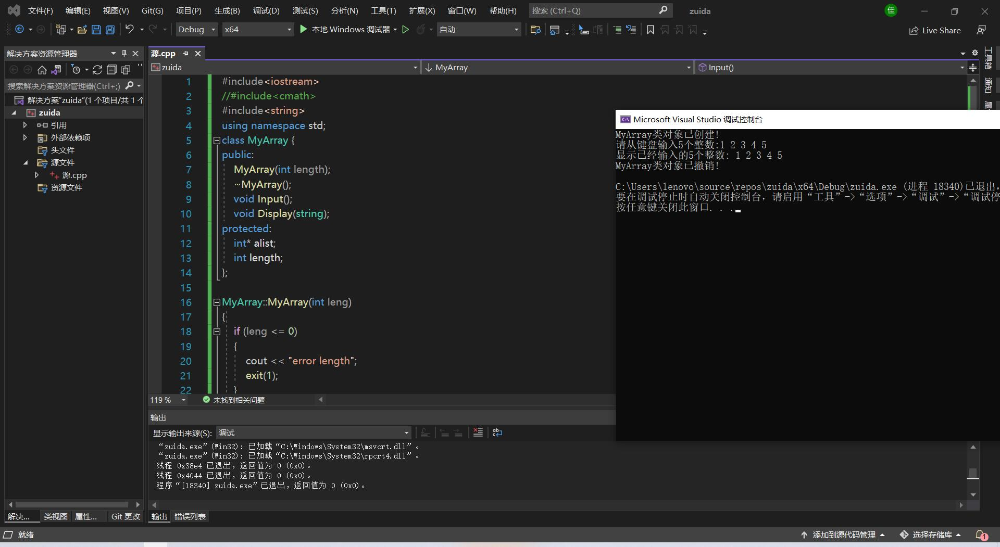 文件(F) 编辑(E) 视图(V) Git(G) 项目(P) 生成(B) 调试(D) 测试(S) 分析(N) 工具(T) 扩展(X) 窗口(W) 帮助(H) 搜索 (Ctrl+Q) zuida 佳
Debug x64 本地 Windows 调试器 自动 Live Share
解决方案资源管理器
搜索解决方案资源管理器(Ctrl+;)
解决方案“zuida”(1 个项目/共 1 个
zuida
引用
外部依赖项
头文件
源文件
源.cpp
资源文件
解决... 类视图 属性... Git 更改
源.cpp
zuida MyArray Input()
1 #include<iostream>
2 //#include<cmath>
3 #include<string>
4 using namespace std;
5 class MyArray {
6 public:
7 MyArray(int length);
8 ~MyArray();
9 void Input();
10 void Display(string);
11 protected:
12 int* alist;
13 int length;
14 };
15
16 MyArray::MyArray(int leng)
17 {
18 if (leng <= 0)
19 {
20 cout << "error length";
21 exit(1);
22 }
119 % 未找到相关问题
输出
显示输出来源(S): 调试
“zuida.exe”(Win32): 已加载“C:\Windows\System32\msvcrt.dll”。
“zuida.exe”(Win32): 已加载“C:\Windows\System32\rpcrt4.dll”。
线程 0x38e4 已退出，返回值为 0 (0x0)。
线程 0x4044 已退出，返回值为 0 (0x0)。
程序“[18340] zuida.exe”已退出，返回值为 0 (0x0)。
输出 错误列表
Microsoft Visual Studio 调试控制台
MyArray类对象已创建!
请从键盘输入5个整数:1 2 3 4 5
显示已经输入的5个整数: 1 2 3 4 5
MyArray类对象已撤销!
C:\Users\lenovo\source\repos\zuida\x64\Debug\zuida.exe (进程 18340)已退出，
要在调试停止时自动关闭控制台，请启用“工具”->“选项”->“调试”->“调试停
按任意键关闭此窗口. . .
工具箱
通知
就绪 添加到源代码管理 选择存储库 1